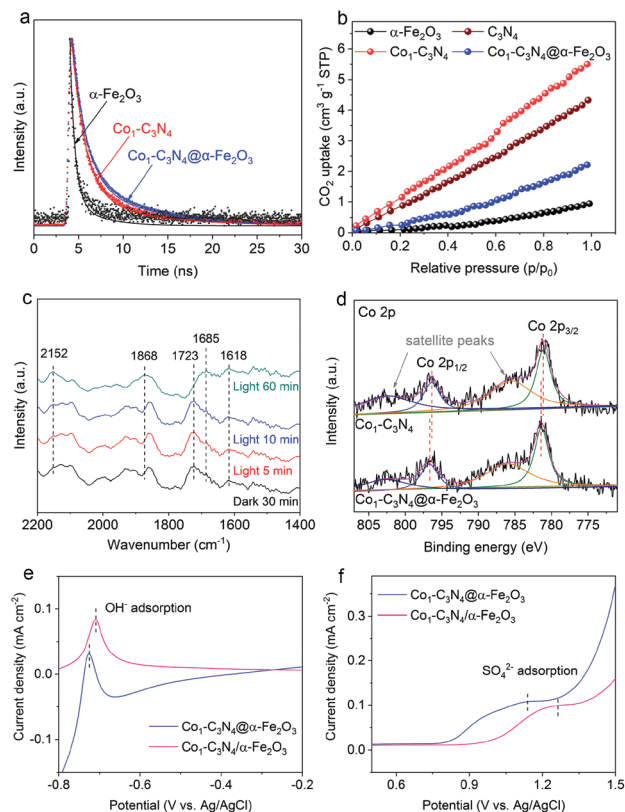 a
Intensity (a.u.)
α-Fe₂O₃
Co₁-C₃N₄
Co₁-C₃N₄@α-Fe₂O₃
0 5 10 15 20 25 30
Time (ns)
b
CO₂ uptake (cm³ g⁻¹ STP)
α-Fe₂O₃ C₃N₄
Co₁-C₃N₄ Co₁-C₃N₄@α-Fe₂O₃
6
5
4
3
2
1
0
0.0 0.2 0.4 0.6 0.8 1.0
Relative pressure (p/p₀)
c
Intensity (a.u.)
2152 1868 1723 1685 1618
Light 60 min
Light 10 min
Light 5 min
Dark 30 min
2200 2000 1800 1600 1400
Wavenumber (cm⁻¹)
d
Intensity (a.u.)
Co 2p
satellite peaks
Co 2p₃/₂
Co 2p₁/₂
Co₁-C₃N₄
Co₁-C₃N₄@α-Fe₂O₃
800 790 780
Binding energy (eV)
e
Current density (mA cm⁻²)
0.1
0.0
-0.1
OH⁻ adsorption
Co₁-C₃N₄@α-Fe₂O₃
Co₁-C₃N₄/α-Fe₂O₃
-0.8 -0.6 -0.4 -0.2
Potential (V vs. Ag/AgCl)
f
Current density (mA cm⁻²)
0.4
0.3
0.2
0.1
0.0
Co₁-C₃N₄@α-Fe₂O₃
Co₁-C₃N₄/α-Fe₂O₃
SO₄²⁻ adsorption
0.6 0.9 1.2 1.5
Potential (V vs. Ag/AgCl)